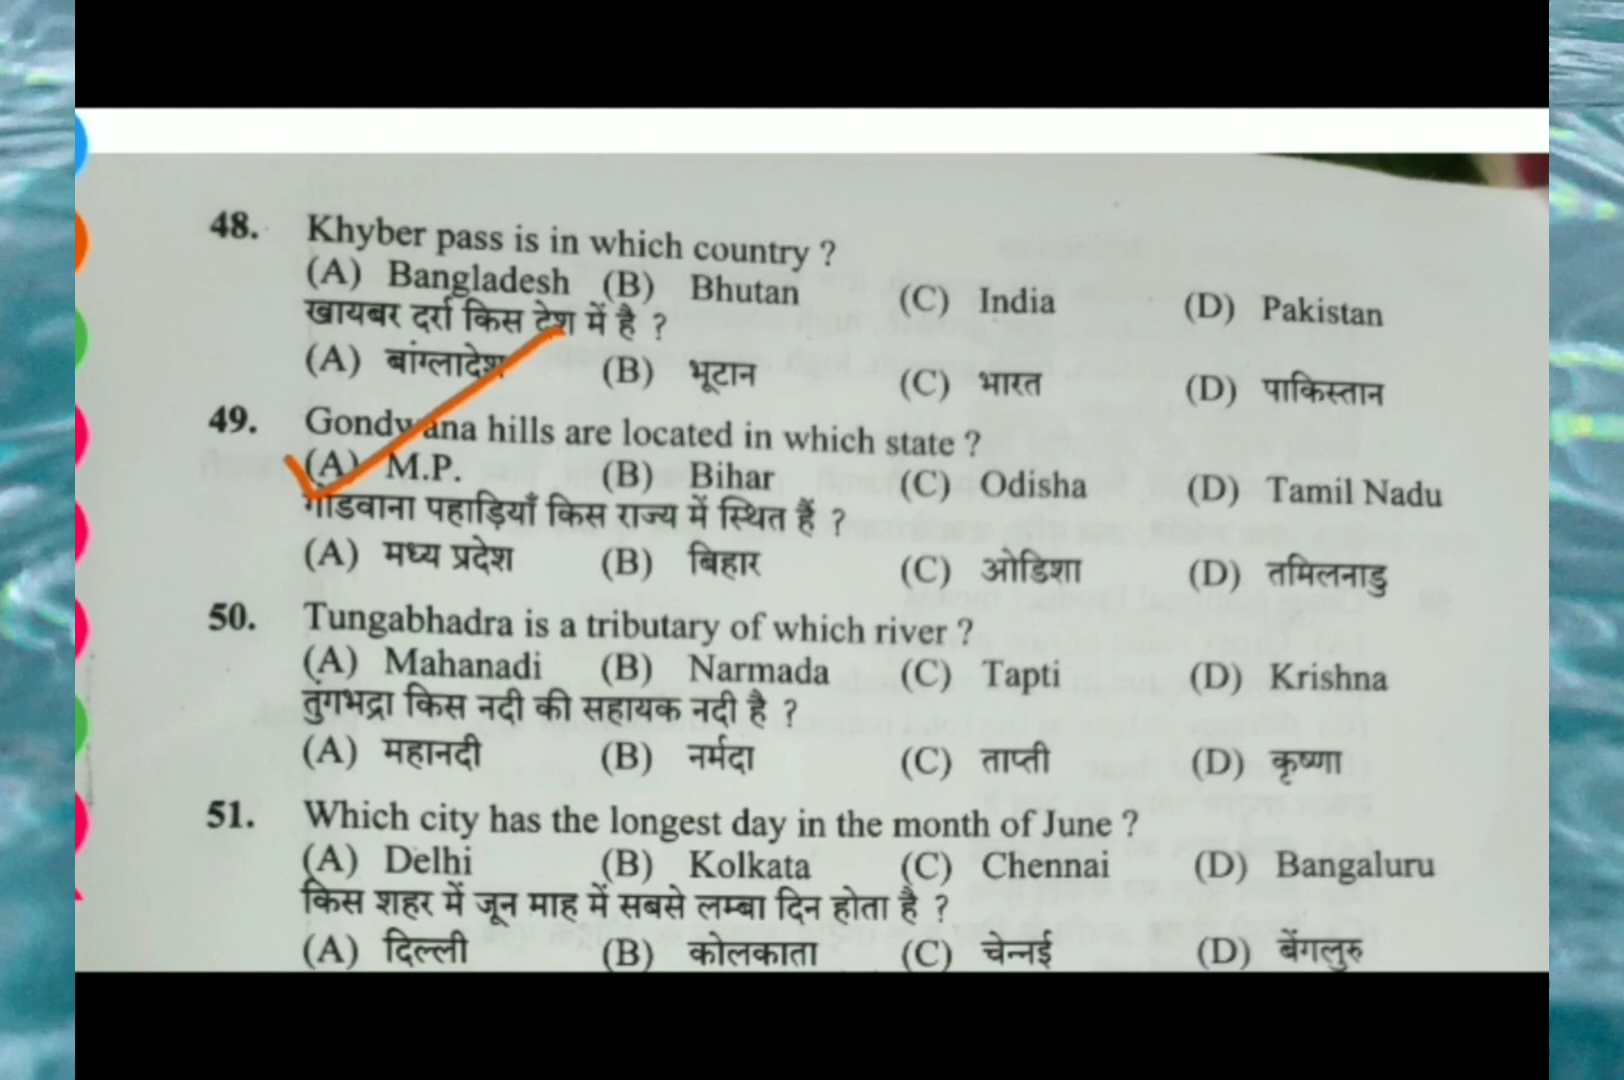 48. Khyber pass is in which country ?
(A) Bangladesh (B) Bhutan (C) India (D) Pakistan
खायबर दर्रा किस देश में है ?
(A) बांग्लादेश (B) भूटान (C) भारत (D) पाकिस्तान
49. Gondwana hills are located in which state ?
(A) M.P. (B) Bihar (C) Odisha (D) Tamil Nadu
गोंडवाना पहाड़ियाँ किस राज्य में स्थित हैं ?
(A) मध्य प्रदेश (B) बिहार (C) ओडिशा (D) तमिलनाडु
50. Tungabhadra is a tributary of which river ?
(A) Mahanadi (B) Narmada (C) Tapti (D) Krishna
तुंगभद्रा किस नदी की सहायक नदी है ?
(A) महानदी (B) नर्मदा (C) ताप्ती (D) कृष्णा
51. Which city has the longest day in the month of June ?
(A) Delhi (B) Kolkata (C) Chennai (D) Bangaluru
किस शहर में जून माह में सबसे लम्बा दिन होता है ?
(A) दिल्ली (B) कोलकाता (C) चेन्नई (D) बेंगलुरु